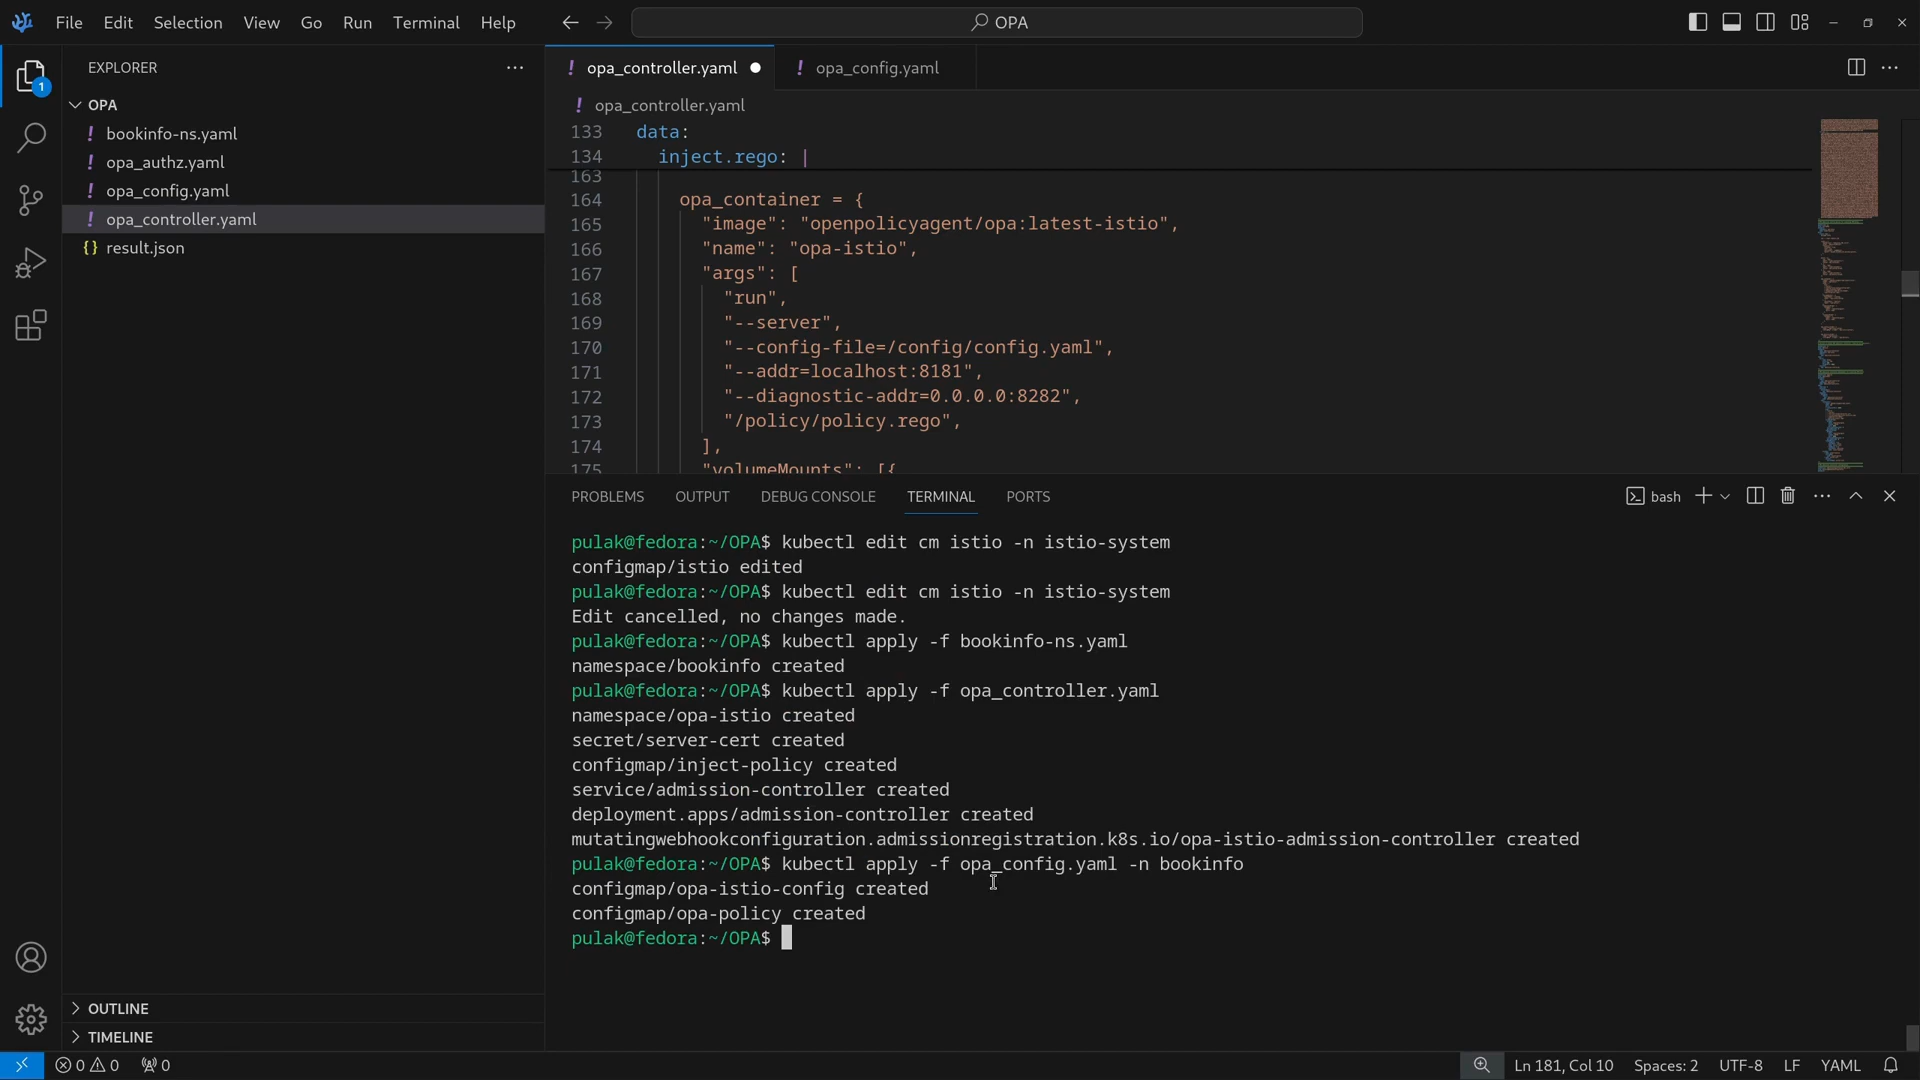 File Edit Selection View Go Run Terminal Help
OPA
EXPLORER
1
OPA
! bookinfo-ns.yaml
! opa_authz.yaml
! opa_config.yaml
! opa_controller.yaml
{} result.json
OUTLINE
TIMELINE
! opa_controller.yaml
! opa_config.yaml
! opa_controller.yaml
133 data:
134 inject.rego: |
163
164 opa_container = {
165 "image": "openpolicyagent/opa:latest-istio",
166 "name": "opa-istio",
167 "args": [
168 "run",
169 "--server",
170 "--config-file=/config/config.yaml",
171 "--addr=localhost:8181",
172 "--diagnostic-addr=0.0.0.0:8282",
173 "/policy/policy.rego",
174 ],
175 "volumeMounts": [{
PROBLEMS OUTPUT DEBUG CONSOLE TERMINAL PORTS
bash
pulak@fedora:~/OPA$ kubectl edit cm istio -n istio-system
configmap/istio edited
pulak@fedora:~/OPA$ kubectl edit cm istio -n istio-system
Edit cancelled, no changes made.
pulak@fedora:~/OPA$ kubectl apply -f bookinfo-ns.yaml
namespace/bookinfo created
pulak@fedora:~/OPA$ kubectl apply -f opa_controller.yaml
namespace/opa-istio created
secret/server-cert created
configmap/inject-policy created
service/admission-controller created
deployment.apps/admission-controller created
mutatingwebhookconfiguration.admissionregistration.k8s.io/opa-istio-admission-controller created
pulak@fedora:~/OPA$ kubectl apply -f opa_config.yaml -n bookinfo
configmap/opa-istio-config created
configmap/opa-policy created
pulak@fedora:~/OPA$
0 0 0
Ln 181, Col 10 Spaces: 2 UTF-8 LF YAML